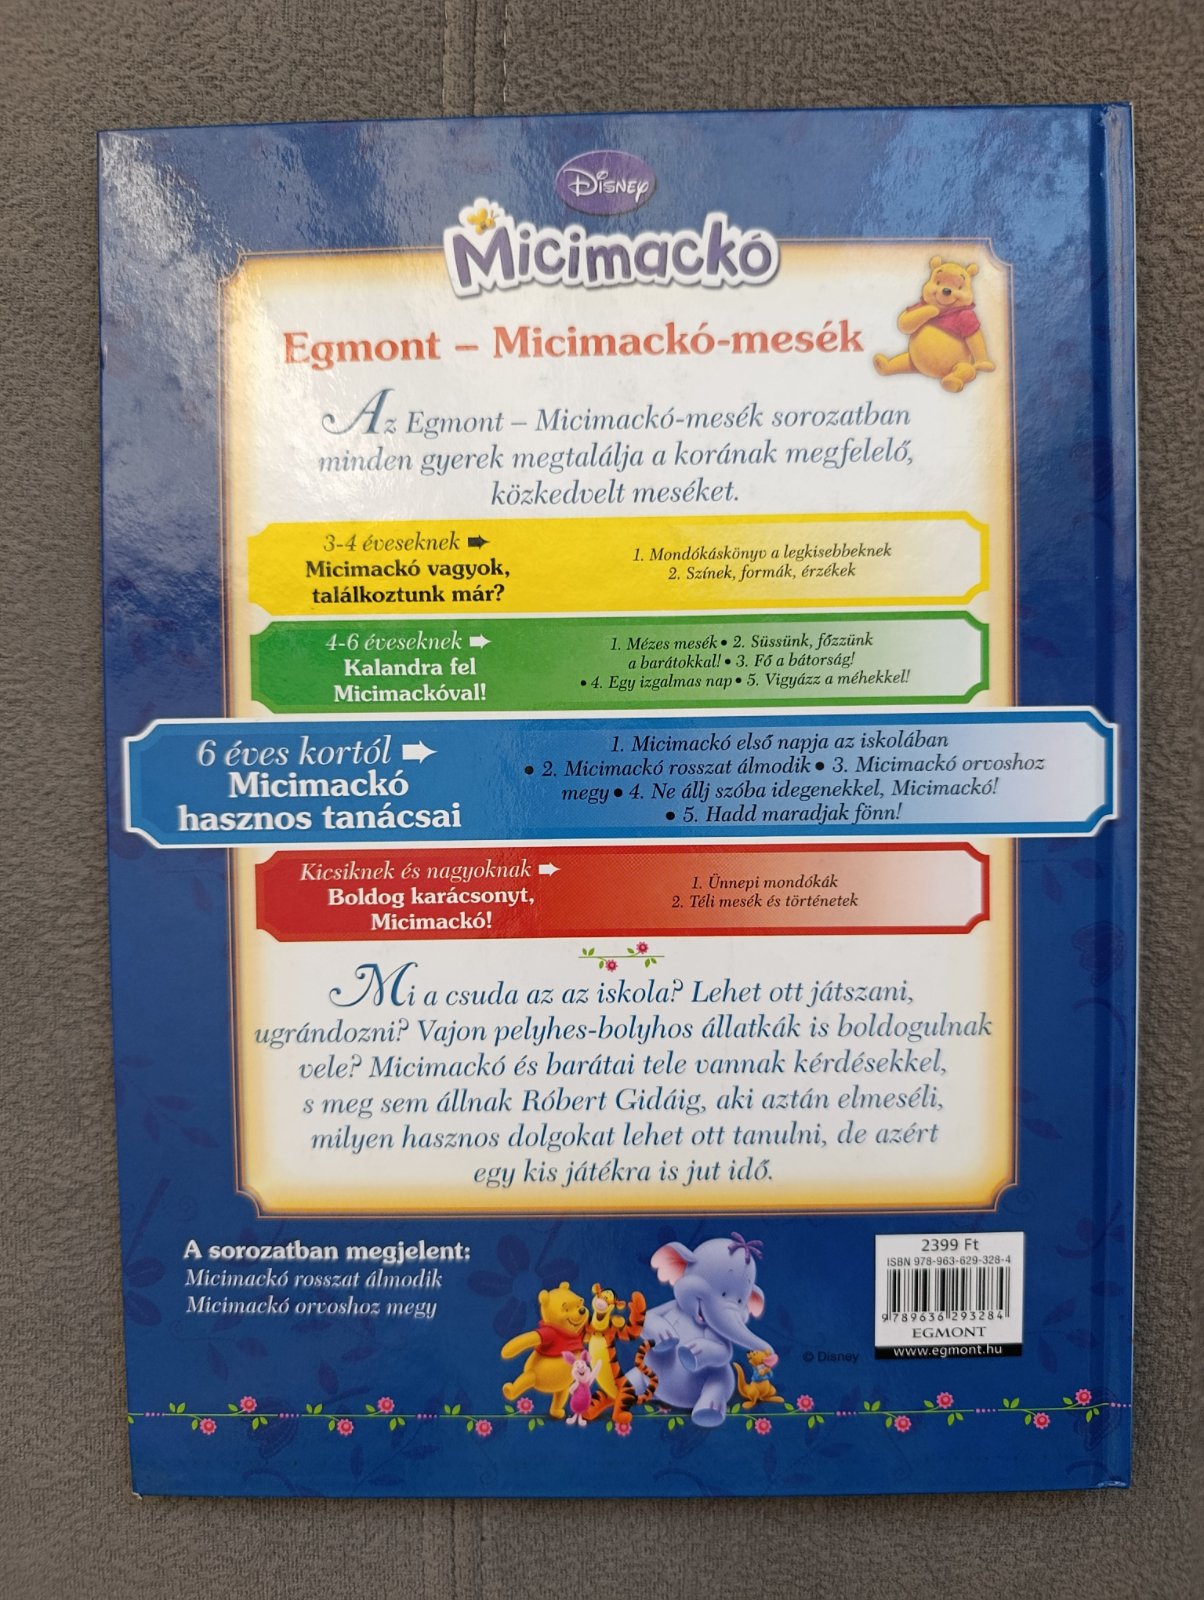 Disney
Micimackó
Egmont – Micimackó-mesék
Az Egmont – Micimackó-mesék sorozatban
minden gyerek megtalálja a korának megfelelő,
közkedvelt meséket.
3-4 éveseknek
Micimackó vagyok,
találkoztunk már?
1. Mondókáskönyv a legkisebbeknek
2. Színek, formák, érzékek
4-6 éveseknek
Kalandra fel
Micimackóval!
1. Mézes mesék • 2. Süssünk, főzzünk
a barátokkal! • 3. Fő a bátorság!
• 4. Egy izgalmas nap • 5. Vigyázz a méhekkel!
6 éves kortól
Micimackó
hasznos tanácsai
1. Micimackó első napja az iskolában
• 2. Micimackó rosszat álmodik • 3. Micimackó orvoshoz
megy • 4. Ne állj szóba idegenekkel, Micimackó!
• 5. Hadd maradjak fönn!
Kicsiknek és nagyoknak
Boldog karácsonyt,
Micimackó!
1. Ünnepi mondókák
2. Téli mesék és történetek
Mi a csuda az az iskola? Lehet ott játszani,
ugrándozni? Vajon pelyhes-bolyhos állatkák is boldogulnak
vele? Micimackó és barátai tele vannak kérdésekkel,
s meg sem állnak Róbert Gidáig, aki aztán elmeséli,
milyen hasznos dolgokat lehet ott tanulni, de azért
egy kis játékra is jut idő.
A sorozatban megjelent:
Micimackó rosszat álmodik
Micimackó orvoshoz megy
© Disney
2399 Ft
ISBN 978-963-629-328-4
9 789636 293284
EGMONT
www.egmont.hu